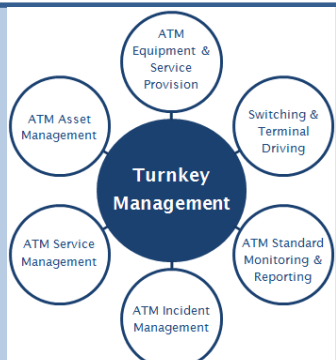 ATM
Equipment &
Service
Provision
ATM Asset
Management
Switching &
Terminal
Driving
Turnkey
Management
ATM Service
Management
ATM Standard
Monitoring &
Reporting
ATM Incident
Management